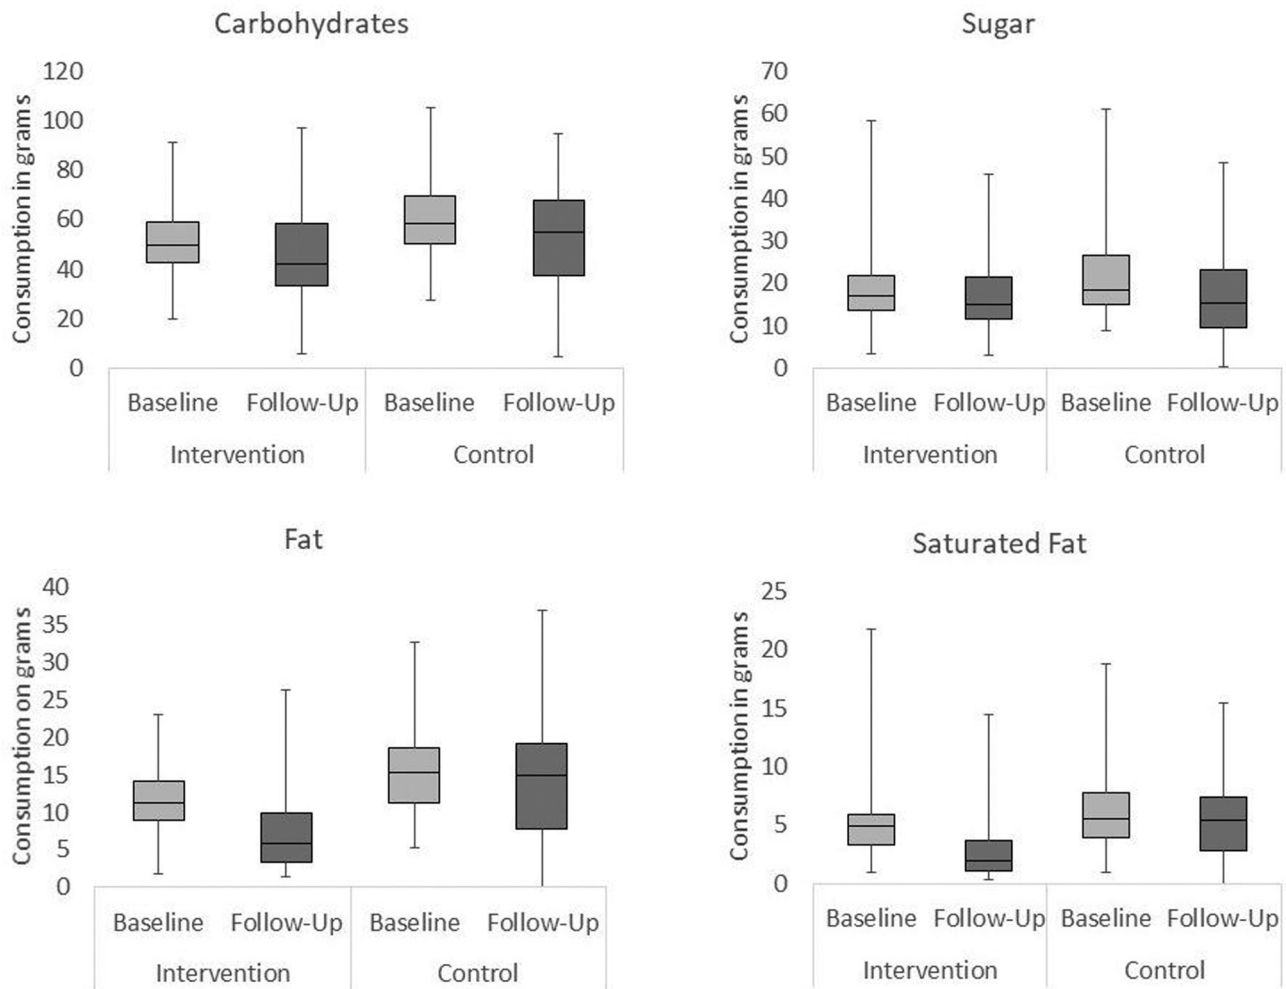 Carbohydrates
Consumption in grams
120
100
80
60
40
20
0
Baseline Follow-Up Baseline Follow-Up
Intervention Control
Sugar
Consumption in grams
70
60
50
40
30
20
10
0
Baseline Follow-Up Baseline Follow-Up
Intervention Control
Fat
Consumption on grams
40
35
30
25
20
15
10
5
0
Baseline Follow-Up Baseline Follow-Up
Intervention Control
Saturated Fat
Consumption in grams
25
20
15
10
5
0
Baseline Follow-Up Baseline Follow-Up
Intervention Control